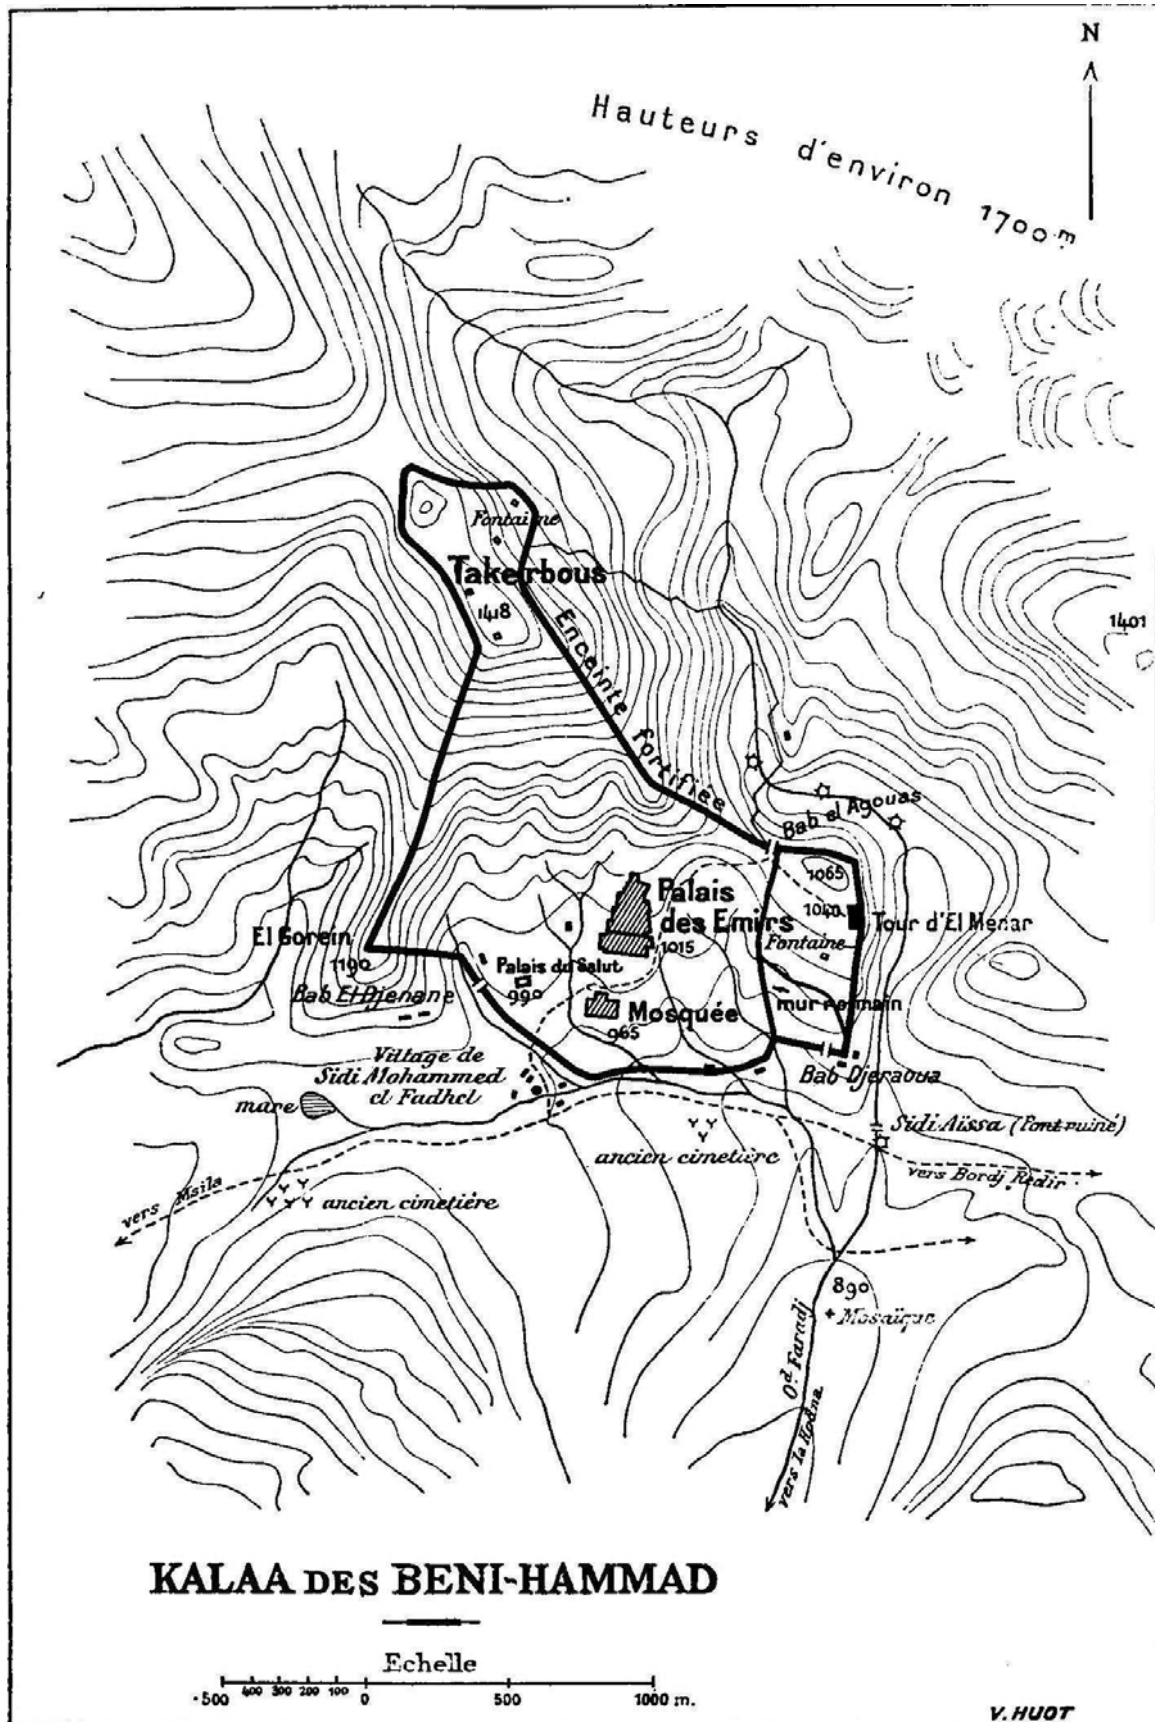 N
Hauteurs d'environ 1700 m
Fontaine
Takerbous
1418
1401
Enceinte fortifiée
Bab el Agouas
1065
Palais
des Emirs
1040
Tour d'El Menar
El Gorein
1015
Fontaine
1190
Palais du Salut
Bab El Djenane
990
mur romain
Mosquée
965
Village de
Sidi Mohammed
el Fadhel
Bab Djeraoua
mare
Sidi Aïssa (Pont ruiné)
ancien cimetière
vers Bordj Redir
vers Msila
ancien cimetière
890
Mosaïque
Od Faradj
vers la Hodna
KALAA DES BENI-HAMMAD
Echelle
500 400 300 200 100 0 500 1000 m.
V. HUOT